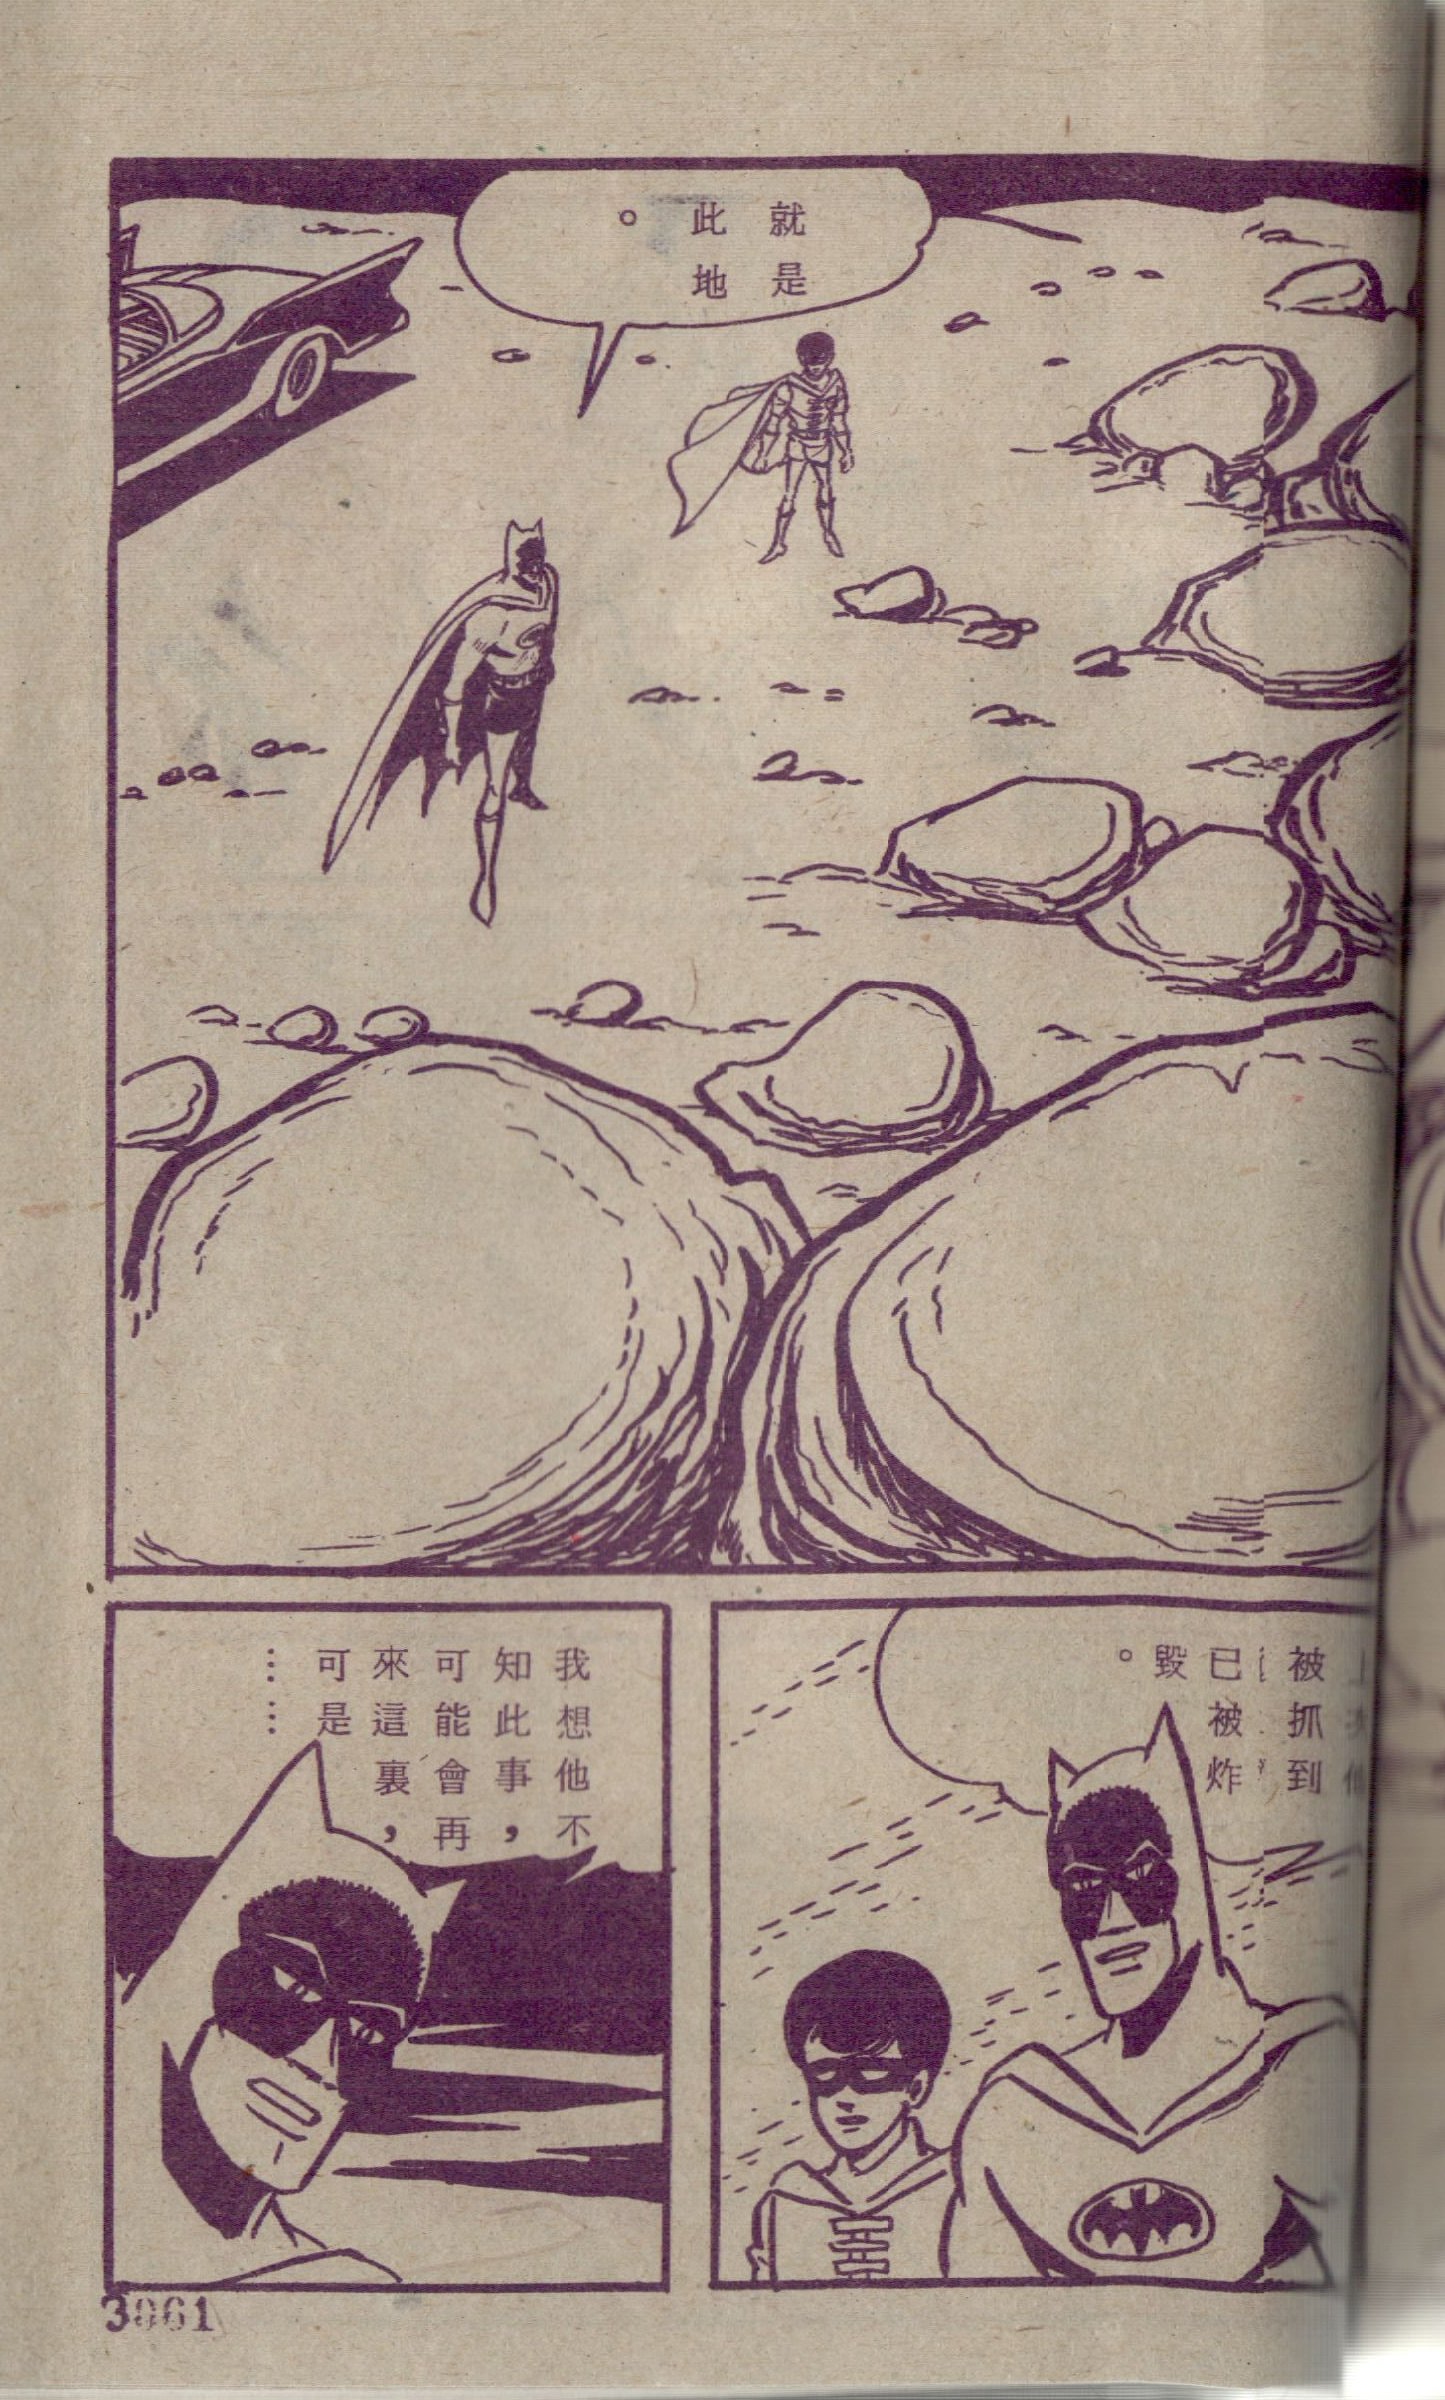 就是
此地
。
被抓到
已被炸
毀
。
我想他不
知此事，
可能會再
來這裏，
可是
……
3961